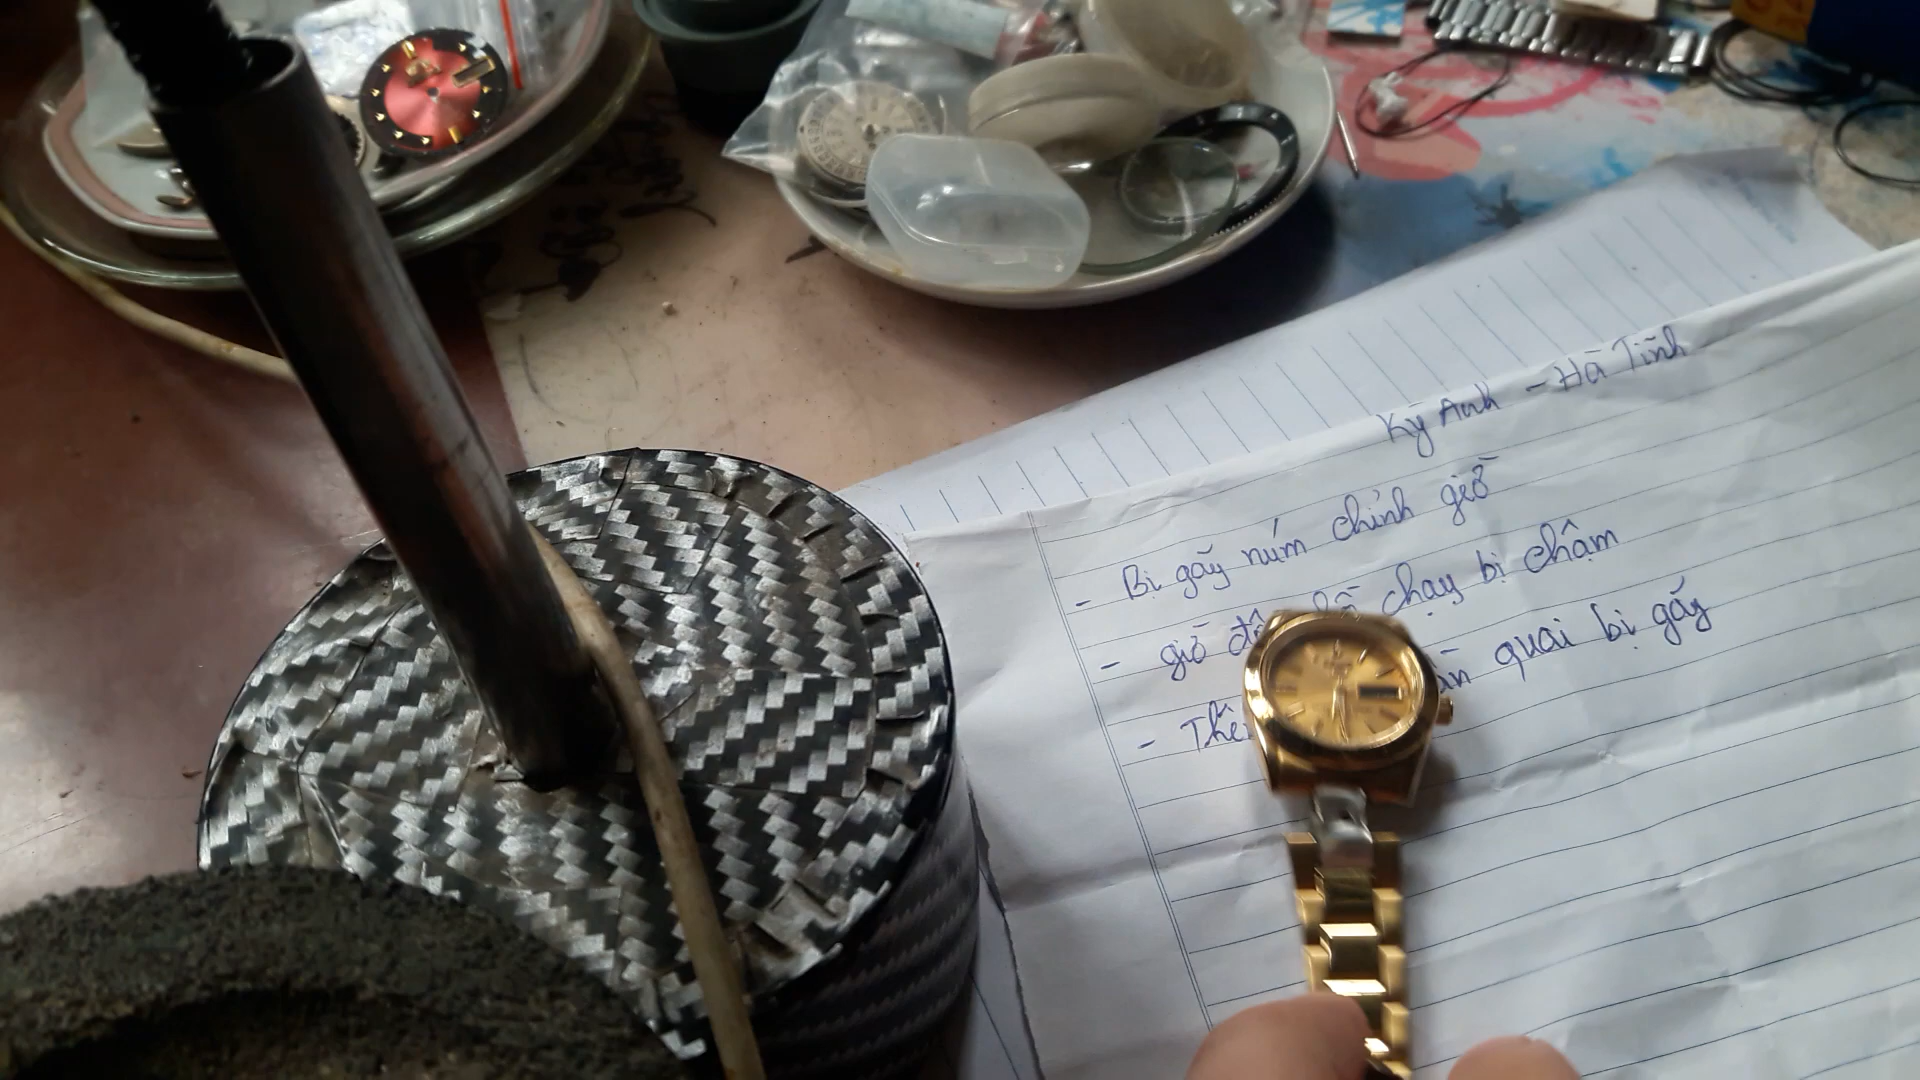 Kỳ Anh - Hà Tĩnh
- Bị gãy núm chỉnh giờ
- giờ chạy bị chậm
- quai bị gãy